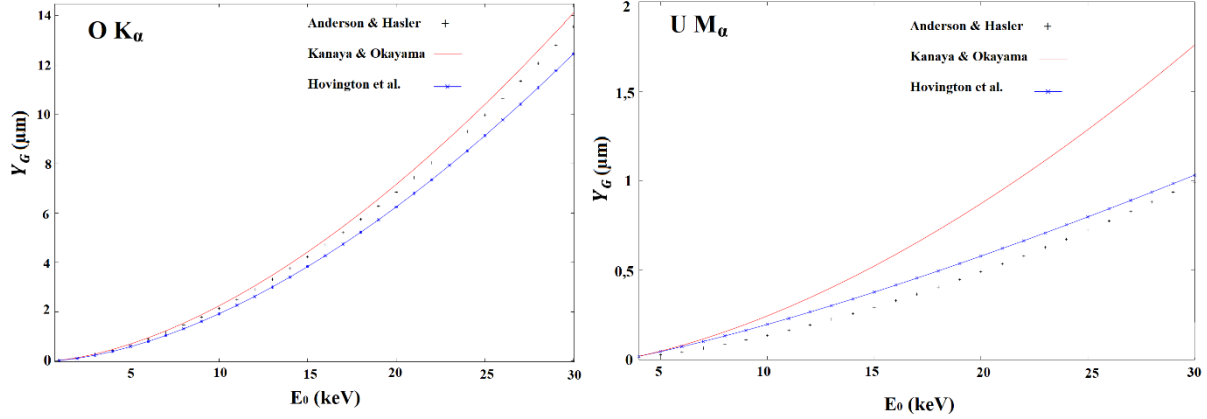 O Kα
Anderson & Hasler
Kanaya & Okayama
Hovington et al.
14
12
10
8
6
4
2
0
Y_G (μm)
5
10
15
20
25
30
E₀ (keV)
U Mα
Anderson & Hasler
Kanaya & Okayama
Hovington et al.
2
1,5
1
0,5
0
Y_G (μm)
5
10
15
20
25
30
E₀ (keV)